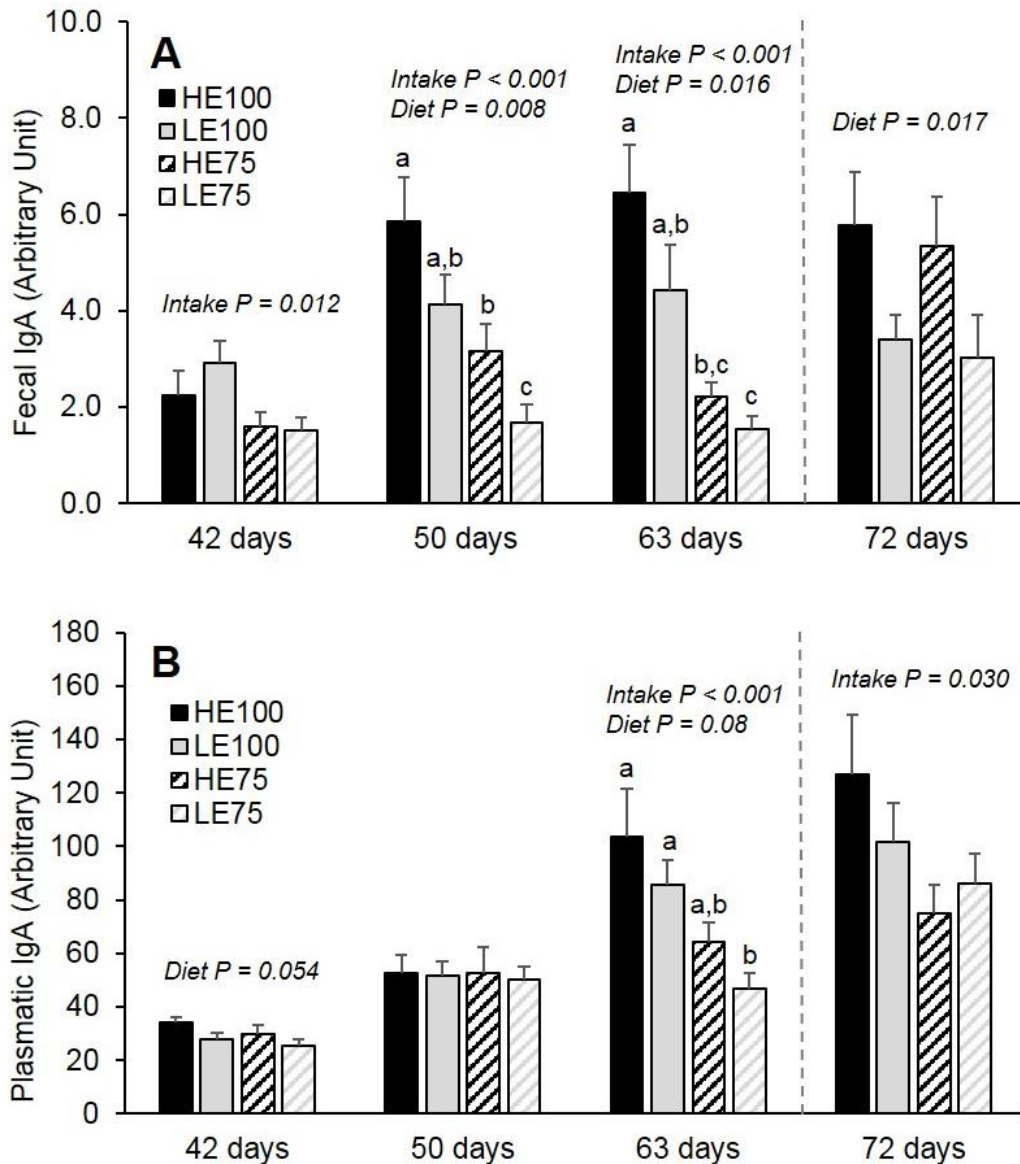 10.0
A
HE100
LE100
HE75
LE75
Intake P < 0.001
Diet P = 0.008
Intake P < 0.001
Diet P = 0.016
Diet P = 0.017
Intake P = 0.012
8.0
6.0
4.0
2.0
0.0
Fecal IgA (Arbitrary Unit)
a
a,b
b
c
a
a,b
b,c
c
42 days
50 days
63 days
72 days
180
160
140
120
100
80
60
40
20
0
Plasmatic IgA (Arbitrary Unit)
B
HE100
LE100
HE75
LE75
Diet P = 0.054
Intake P < 0.001
Diet P = 0.08
Intake P = 0.030
a
a
a,b
b
42 days
50 days
63 days
72 days